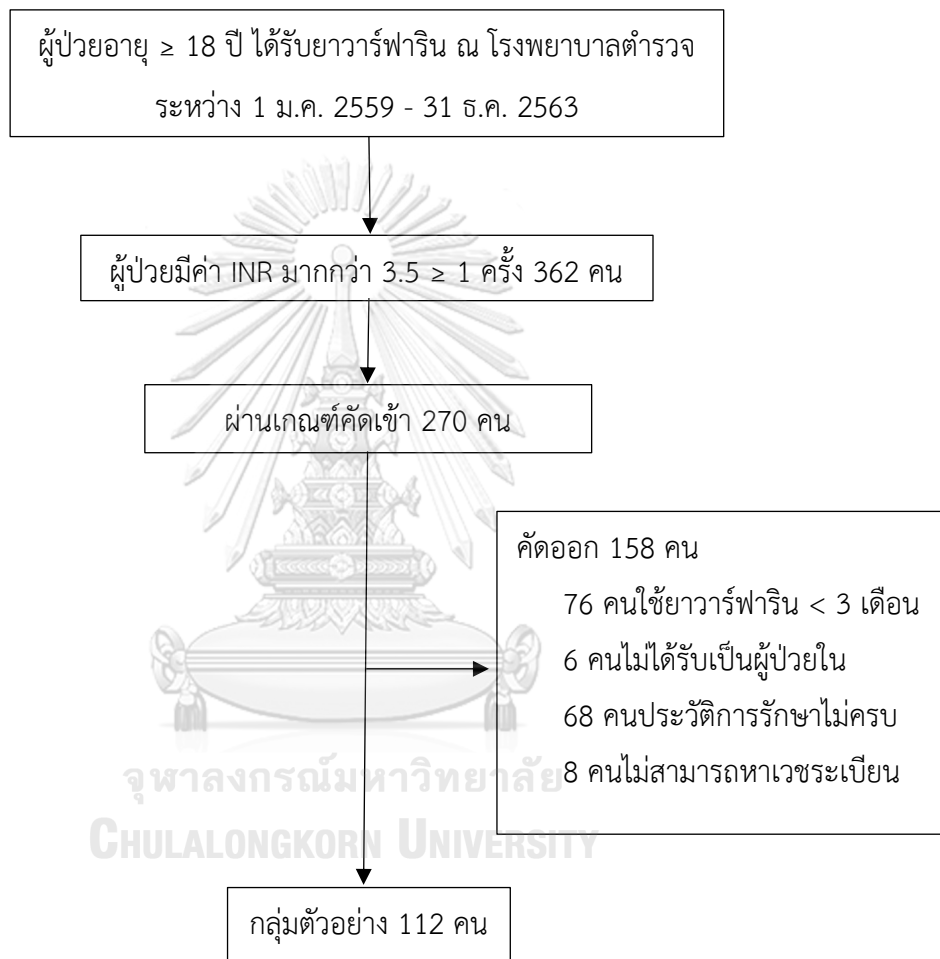 ผู้ป่วยอายุ ≥ 18 ปี ได้รับยาวาร์ฟาริน ณ โรงพยาบาลตำรวจ
ระหว่าง 1 ม.ค. 2559 - 31 ธ.ค. 2563
ผู้ป่วยมีค่า INR มากกว่า 3.5 ≥ 1 ครั้ง 362 คน
ผ่านเกณฑ์คัดเข้า 270 คน
คัดออก 158 คน
76 คนใช้ยาวาร์ฟาริน < 3 เดือน
6 คนไม่ได้รับเป็นผู้ป่วยใน
68 คนประวัติการรักษาไม่ครบ
8 คนไม่สามารถหาเวชระเบียน
จุฬาลงกรณ์มหาวิทยาลัย
CHULALONGKORN UNIVERSITY
กลุ่มตัวอย่าง 112 คน